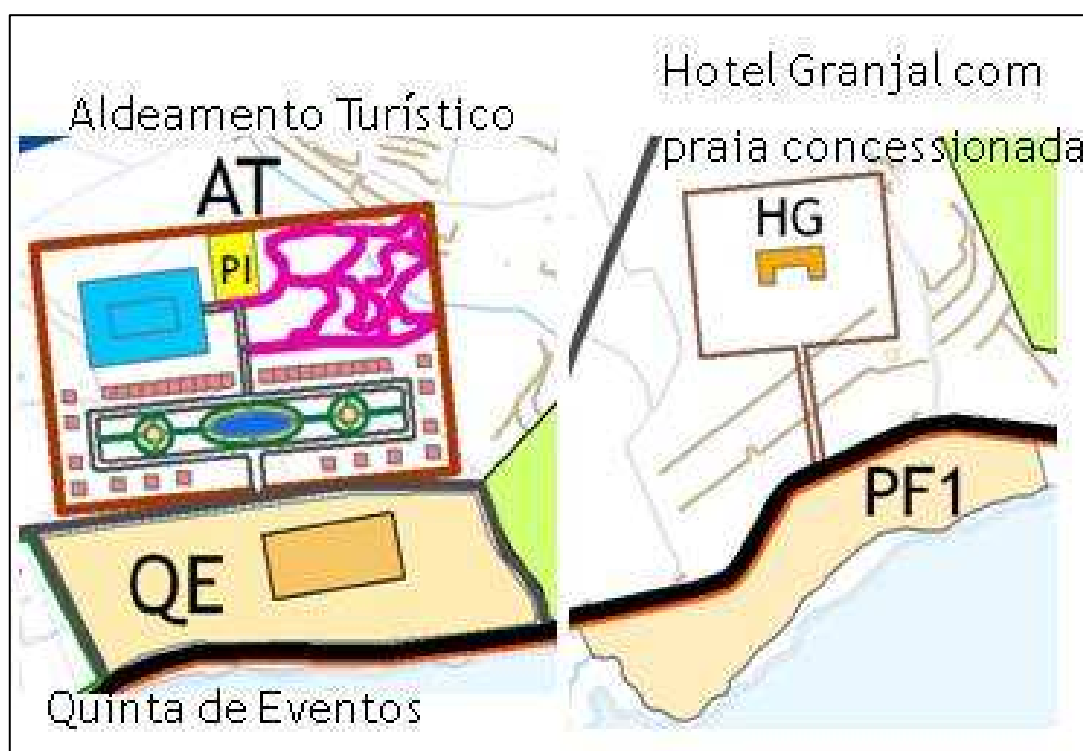 Aldeamento Turístico
AT
PI
QE
Quinta de Eventos
Hotel Granjal com
praia concessionada
HG
PF1